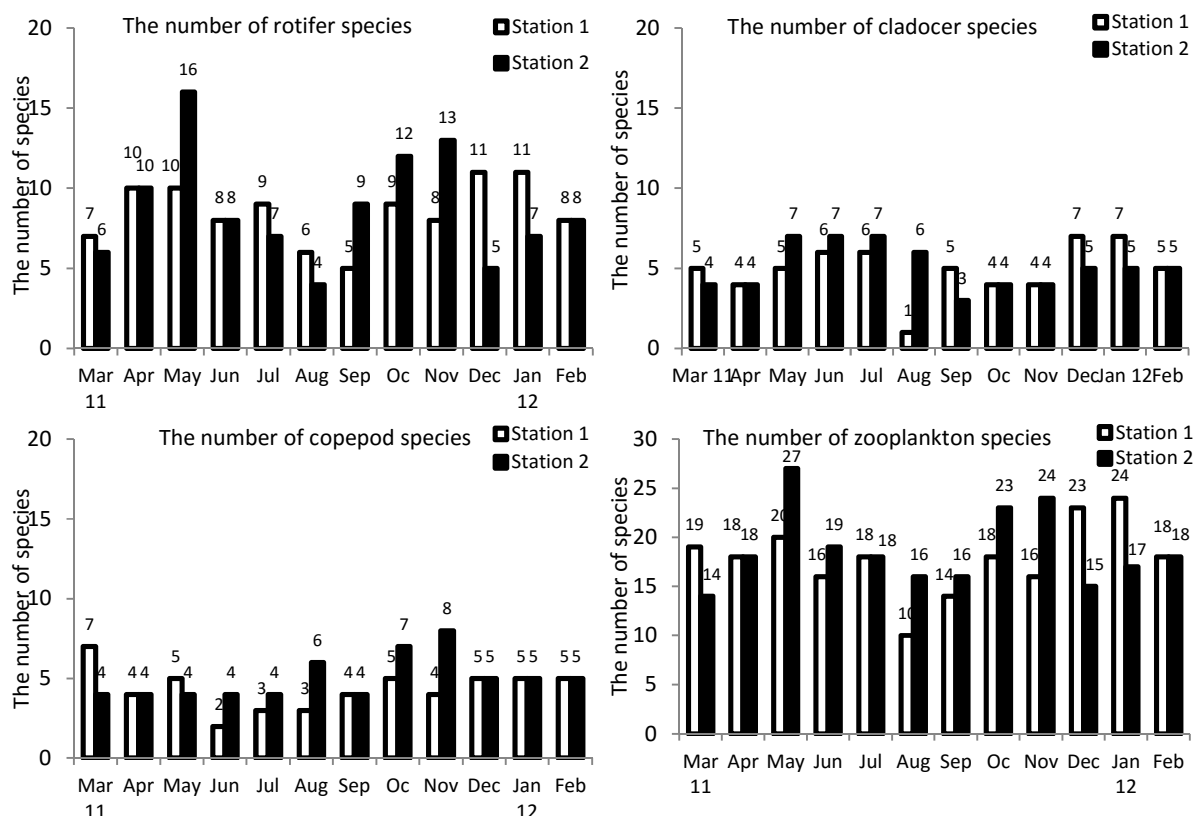 The number of rotifer species
Station 1
Station 2
The number of species
20
15
10
5
0
7 6 10 10 10 16 8 8 9 7 6 4 5 9 9 12 8 13 11 5 11 7 8 8
Mar Apr May Jun Jul Aug Sep Oc Nov Dec Jan Feb
11 12
The number of cladocer species
Station 1
Station 2
The number of species
20
15
10
5
0
5 4 4 4 5 7 6 7 6 7 1 6 5 3 4 4 4 4 7 5 7 5 5 5
Mar 11 Apr May Jun Jul Aug Sep Oc Nov Dec Jan 12 Feb
The number of copepod species
Station 1
Station 2
The number of species
20
15
10
5
0
7 4 4 4 5 4 2 4 3 4 3 6 4 4 5 7 4 8 5 5 5 5 5 5
Mar Apr May Jun Jul Aug Sep Oc Nov Dec Jan Feb
11 12
The number of zooplankton species
Station 1
Station 2
The number of species
30
25
20
15
10
5
0
19 14 18 18 20 27 16 19 18 18 10 16 14 16 18 23 16 24 23 15 24 17 18 18
Mar Apr May Jun Jul Aug Sep Oc Nov Dec Jan Feb
11 12